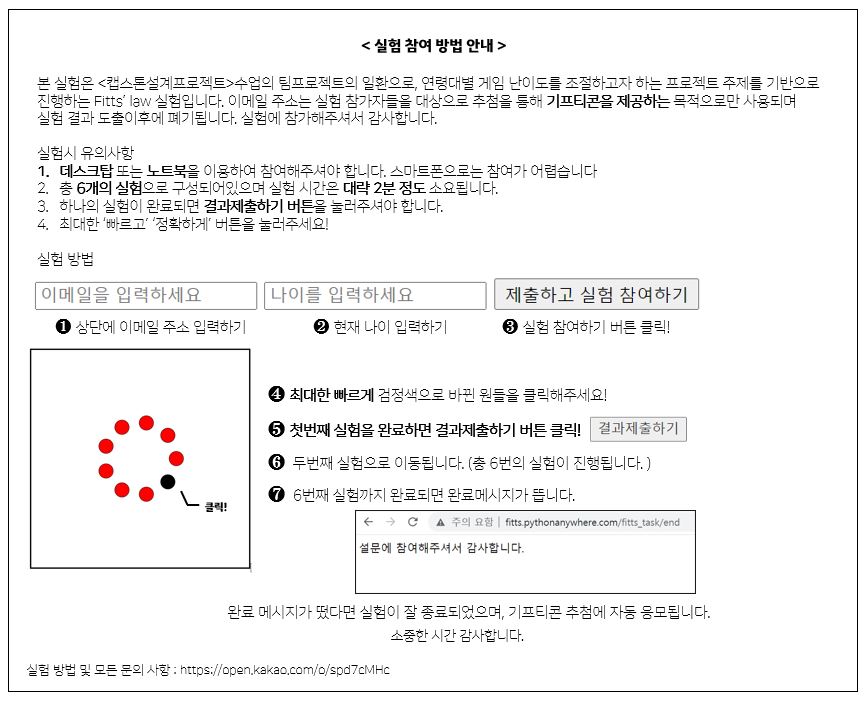 < 실험 참여 방법 안내 >
본 실험은 <캡스톤설계프로젝트>수업의 팀프로젝트의 일환으로, 연령대별 게임 난이도를 조절하고자 하는 프로젝트 주제를 기반으로
진행하는 Fitts’ law 실험입니다. 이메일 주소는 실험 참가자들을 대상으로 추첨을 통해 기프티콘을 제공하는 목적으로만 사용되며
실험 결과 도출이후에 폐기됩니다. 실험에 참가해주셔서 감사합니다.
실험시 유의사항
1. 데스크탑 또는 노트북을 이용하여 참여해주셔야 합니다. 스마트폰으로는 참여가 어렵습니다
2. 총 6개의 실험으로 구성되어있으며 실험 시간은 대략 2분 정도 소요됩니다.
3. 하나의 실험이 완료되면 결과제출하기 버튼을 눌러주셔야 합니다.
4. 최대한 ‘빠르고’ ‘정확하게’ 버튼을 눌러주세요!
실험 방법
이메일을 입력하세요 나이를 입력하세요 제출하고 실험 참여하기
❶ 상단에 이메일 주소 입력하기 ❷ 현재 나이 입력하기 ❸ 실험 참여하기 버튼 클릭!
❹ 최대한 빠르게 검정색으로 바뀐 원들을 클릭해주세요!
❺ 첫번째 실험을 완료하면 결과제출하기 버튼 클릭! 결과제출하기
❻ 두번째 실험으로 이동됩니다. (총 6번의 실험이 진행됩니다. )
❼ 6번째 실험까지 완료되면 완료메시지가 뜹니다.
클릭!
주의 요함 | fitts.pythonanywhere.com/fitts_task/end
설문에 참여해주셔서 감사합니다.
완료 메시지가 떴다면 실험이 잘 종료되었으며, 기프티콘 추첨에 자동 응모됩니다.
소중한 시간 감사합니다.
실험 방법 및 모든 문의 사항 : https://open.kakao.com/o/spd7cMHc